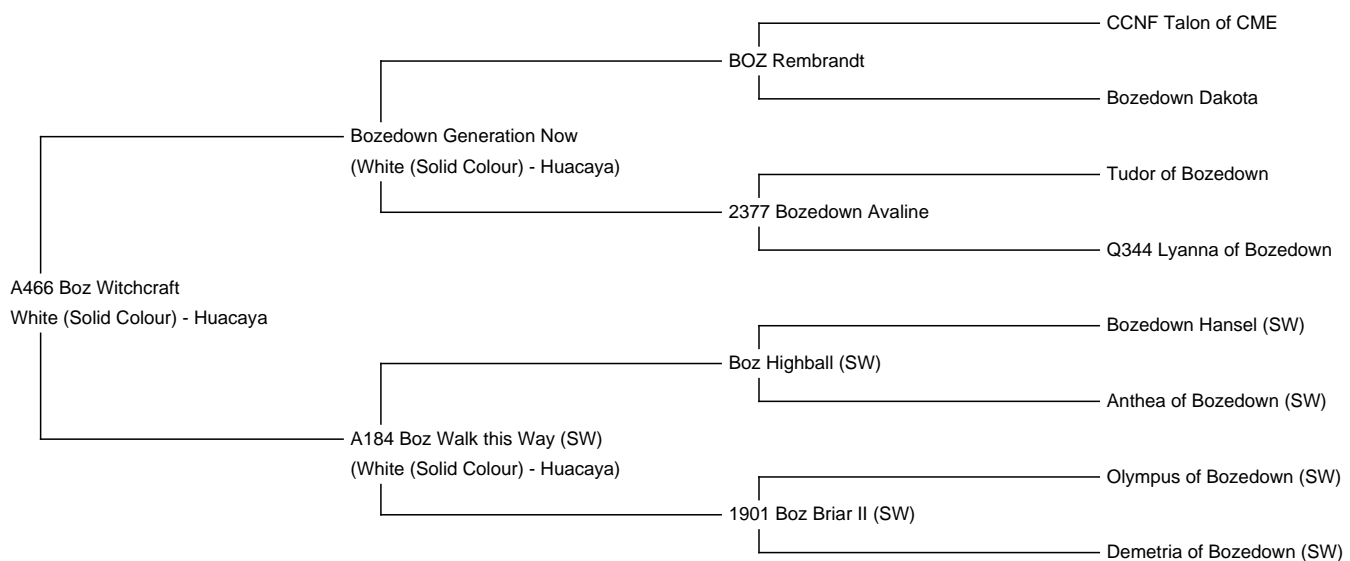 CCNF Talon of CME
BOZ Rembrandt
Bozedown Dakota
Bozedown Generation Now
(White (Solid Colour) - Huacaya)
Tudor of Bozedown
2377 Bozedown Avaline
Q344 Lyanna of Bozedown
A466 Boz Witchcraft
White (Solid Colour) - Huacaya
Bozedown Hansel (SW)
Boz Highball (SW)
Anthea of Bozedown (SW)
A184 Boz Walk this Way (SW)
(White (Solid Colour) - Huacaya)
Olympus of Bozedown (SW)
1901 Boz Briar II (SW)
Demetria of Bozedown (SW)